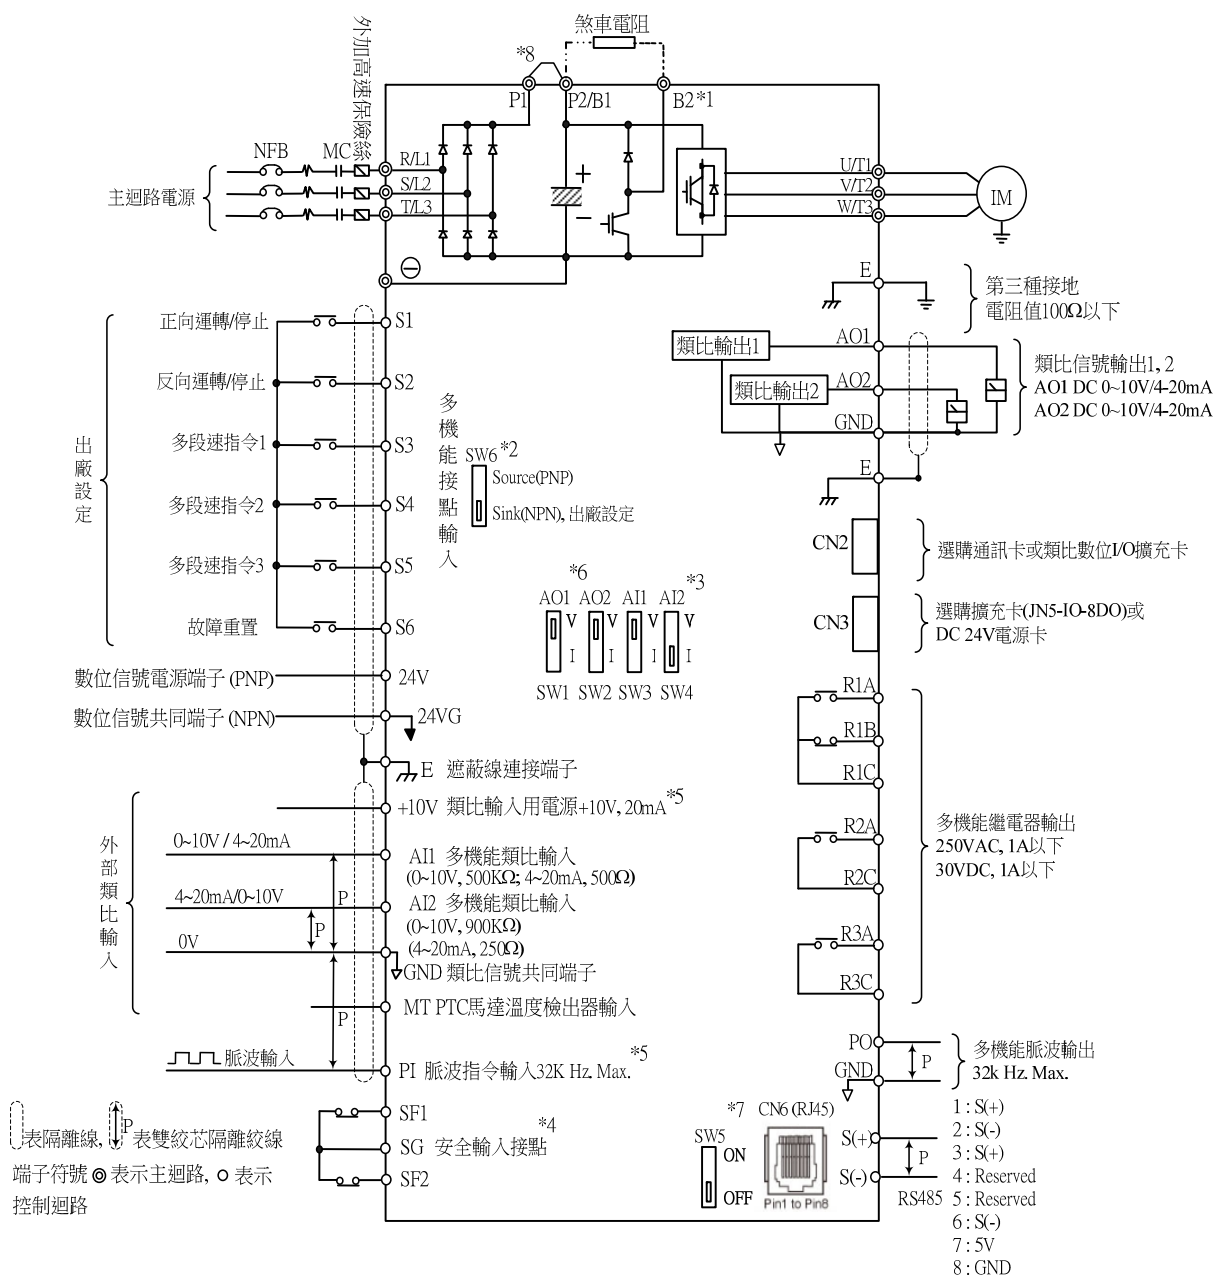 煞車電阻
外加高速保險絲
*8
P1
P2/B1
B2*1
NFB
MC
R/L1
S/L2
T/L3
主迴路電源
+
−
⊖
U/T1
V/T2
W/T3
IM
E
第三種接地
電阻值100Ω以下
出廠設定
正向運轉/停止
S1
反向運轉/停止
S2
多段速指令1
S3
多段速指令2
S4
多段速指令3
S5
故障重置
S6
多機能接點輸入
SW6*2
Source(PNP)
Sink(NPN), 出廠設定
類比輸出1
AO1
類比輸出2
AO2
GND
類比信號輸出1, 2
AO1 DC 0~10V/4-20mA
AO2 DC 0~10V/4-20mA
E
CN2
選購通訊卡或類比數位I/O擴充卡
CN3
選購擴充卡(JN5-IO-8DO)或
DC 24V電源卡
*6
*3
AO1 AO2 AI1 AI2
V V V V
I I I I
SW1 SW2 SW3 SW4
數位信號電源端子 (PNP)
24V
數位信號共同端子 (NPN)
24VG
E 遮蔽線連接端子
R1A
R1B
R1C
R2A
R2C
R3A
R3C
多機能繼電器輸出
250VAC, 1A以下
30VDC, 1A以下
外部類比輸入
+10V 類比輸入用電源+10V, 20mA*5
0~10V / 4~20mA
AI1 多機能類比輸入
(0~10V, 500KΩ; 4~20mA, 500Ω)
4~20mA/0~10V
P
AI2 多機能類比輸入
(0~10V, 900KΩ)
(4~20mA, 250Ω)
P
0V
GND 類比信號共同端子
MT PTC馬達溫度檢出器輸入
P
脈波輸入
PI 脈波指令輸入32K Hz. Max.*5
PO
GND
P
多機能脈波輸出
32k Hz. Max.
SF1
SG 安全輸入接點*4
SF2
表隔離線,
P
表雙絞芯隔離絞線
端子符號◎表示主迴路, ○ 表示
控制迴路
*7
CN6 (RJ45)
SW5
ON
OFF
Pin1 to Pin8
S(+)
S(-)
P
RS485
1 : S(+)
2 : S(-)
3 : S(+)
4 : Reserved
5 : Reserved
6 : S(-)
7 : 5V
8 : GND